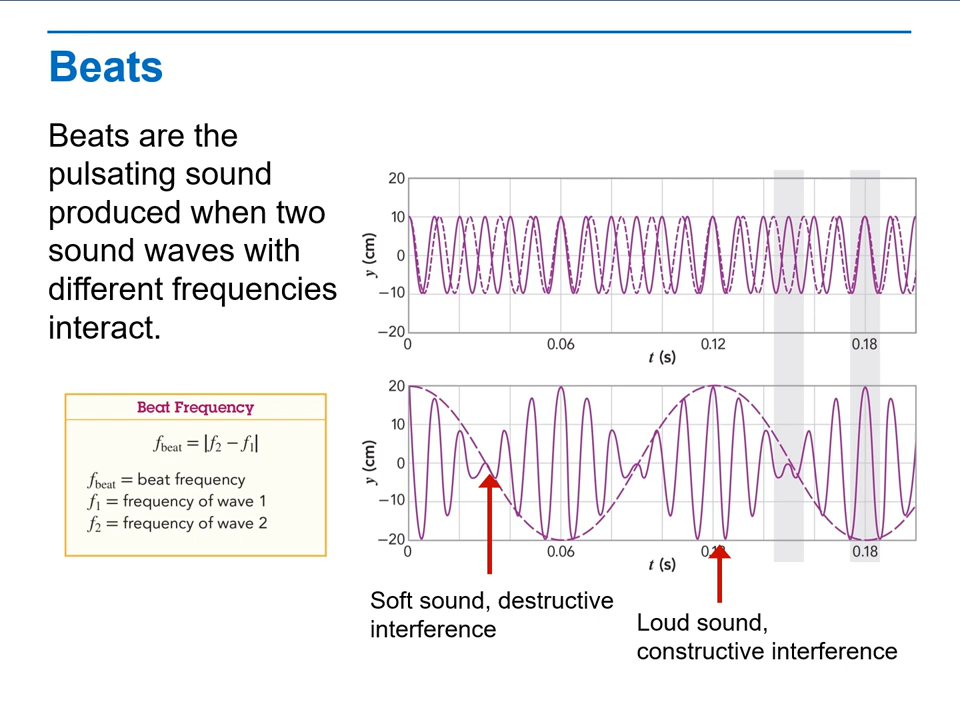 Beats
Beats are the
pulsating sound
produced when two
sound waves with
different frequencies
interact.
Beat Frequency
fbeat = |f2 − f1|
fbeat = beat frequency
f1 = frequency of wave 1
f2 = frequency of wave 2
20
10
0
−10
−20
y (cm)
0 0.06 0.12 0.18
t (s)
20
10
0
−10
−20
y (cm)
0 0.06 0.18
t (s)
Soft sound, destructive
interference
Loud sound,
constructive interference